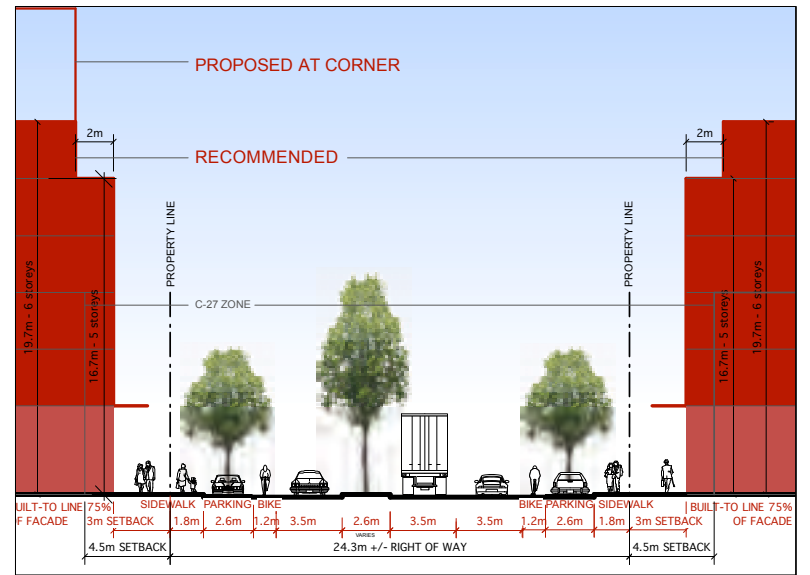 PROPOSED AT CORNER
2m
2m
RECOMMENDED
PROPERTY LINE
PROPERTY LINE
C-27 ZONE
19.7m - 6 storeys
16.7m - 5 storeys
16.7m - 5 storeys
19.7m - 6 storeys
UILT-TO LINE 75% SIDEWALK PARKING BIKE BIKE PARKING SIDEWALK BUILT-TO LINE 75%
OF FACADE 3m SETBACK 1.8m 2.6m 1.2m 3.5m 2.6m 3.5m 3.5m 1.2m 2.6m 1.8m 3m SETBACK OF FACADE
VARIES
4.5m SETBACK 24.3m +/- RIGHT OF WAY 4.5m SETBACK